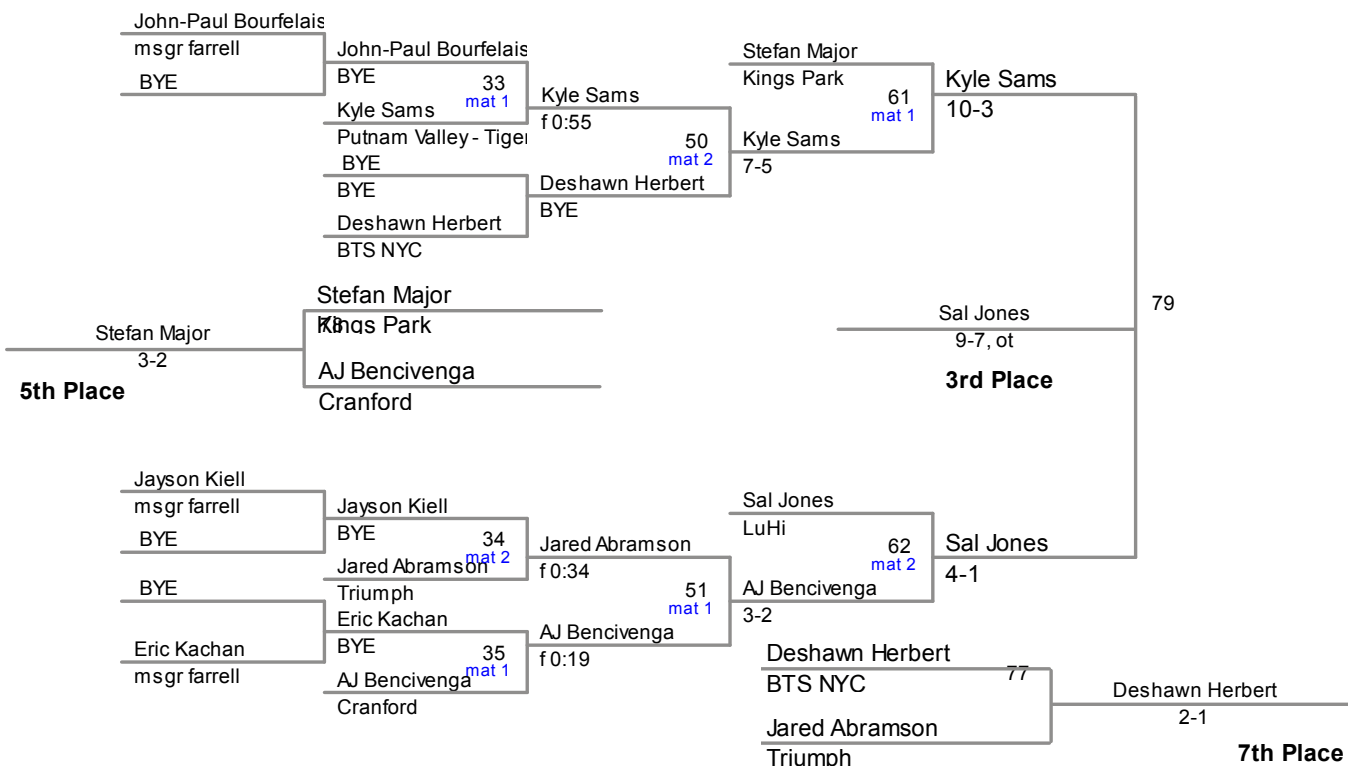 John-Paul Bourfelais
msgr farrell
BYE
John-Paul Bourfelais
BYE
33
mat 1
Kyle Sams
Putnam Valley - Tiger
BYE
BYE
Deshawn Herbert
BTS NYC
Kyle Sams
f 0:55
50
mat 2
Deshawn Herbert
BYE
Stefan Major
Kings Park
61
mat 1
Kyle Sams
7-5
Kyle Sams
10-3
79
Sal Jones
9-7, ot
3rd Place
Stefan Major
Kings Park
AJ Bencivenga
Cranford
Stefan Major
3-2
5th Place
Jayson Kiell
msgr farrell
BYE
BYE
Eric Kachan
msgr farrell
Jayson Kiell
BYE
34
mat 2
Jared Abramson
Triumph
Eric Kachan
BYE
35
mat 1
AJ Bencivenga
Cranford
Jared Abramson
f 0:34
51
mat 1
AJ Bencivenga
f 0:19
Sal Jones
LuHi
62
mat 2
AJ Bencivenga
3-2
Sal Jones
4-1
Deshawn Herbert
BTS NYC
77
Jared Abramson
Triumph
Deshawn Herbert
2-1
7th Place